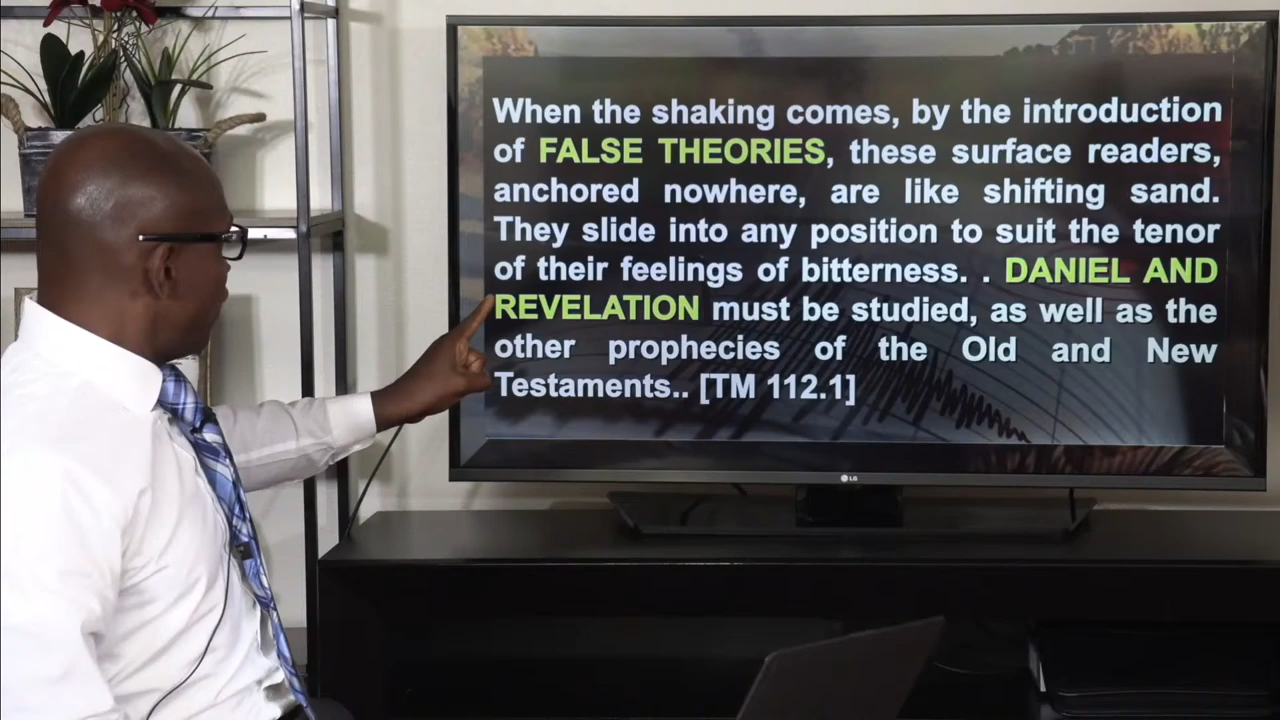 When the shaking comes, by the introduction
of FALSE THEORIES, these surface readers,
anchored nowhere, are like shifting sand.
They slide into any position to suit the tenor
of their feelings of bitterness. . DANIEL AND
REVELATION must be studied, as well as the
other prophecies of the Old and New
Testaments.. [TM 112.1]
LG